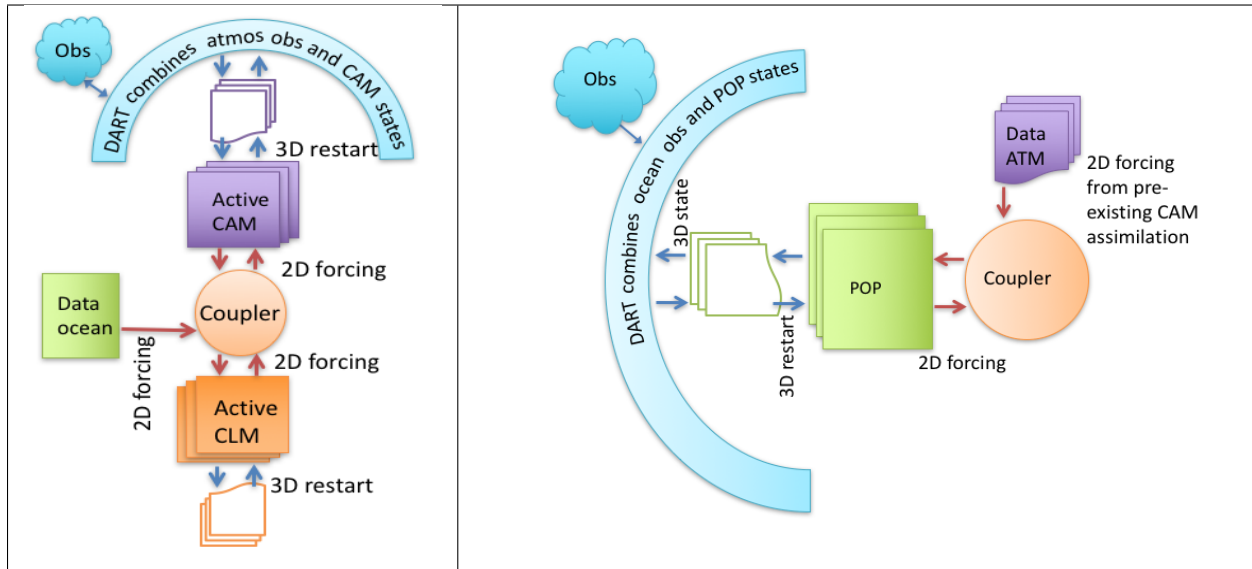 Obs
DART combines atmos obs and CAM states
3D restart
Active
CAM
2D forcing
Data
ocean
Coupler
2D forcing
2D forcing
Active
CLM
3D restart
Obs
DART combines ocean obs and POP states
3D state
3D restart
POP
2D forcing
Data
ATM
2D forcing
from pre-
existing CAM
assimilation
Coupler